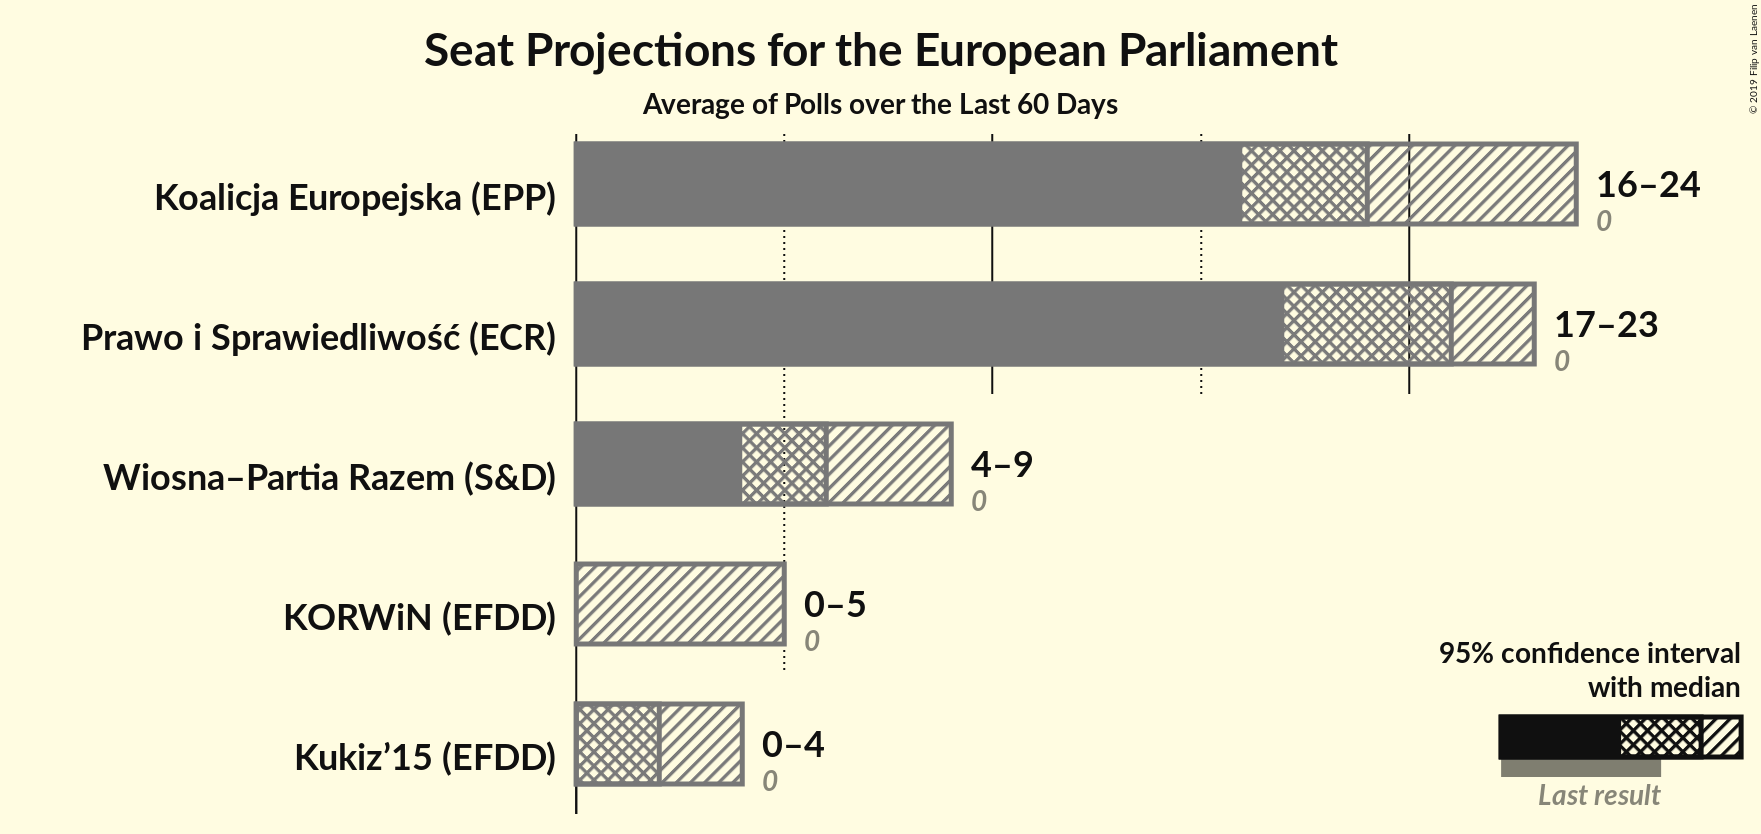 Seat Projections for the European Parliament
Average of Polls over the Last 60 Days
© 2019 Filip van Laenen
Koalicja Europejska (EPP)
16–24
0
Prawo i Sprawiedliwość (ECR)
17–23
0
Wiosna–Partia Razem (S&D)
4–9
0
KORWiN (EFDD)
0–5
0
Kukiz’15 (EFDD)
0–4
0
95% confidence interval
with median
Last result